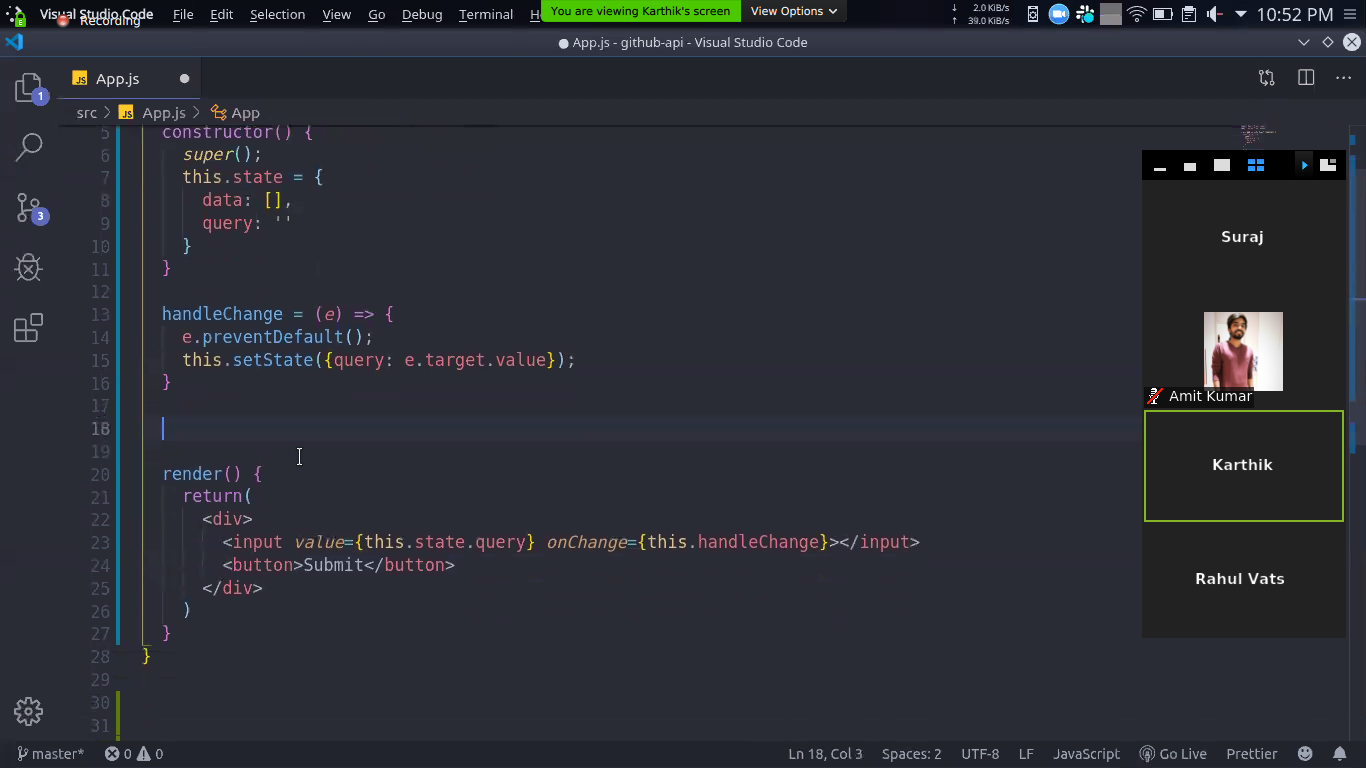 Visual Studio Code File Edit Selection View Go Debug Terminal
Recording
You are viewing Karthik's screen View Options
2.0 KiB/s
39.0 KiB/s
10:52 PM
● App.js - github-api - Visual Studio Code
JS App.js ●
src > JS App.js > App
1
3
5 constructor() {
6 super();
7 this.state = {
8 data: [],
9 query: ''
10 }
11 }
12
13 handleChange = (e) => {
14 e.preventDefault();
15 this.setState({query: e.target.value});
16 }
17
18
19
20 render() {
21 return(
22 <div>
23 <input value={this.state.query} onChange={this.handleChange}></input>
24 <button>Submit</button>
25 </div>
26 )
27 }
28 }
29
30
31
Suraj
Amit Kumar
Karthik
Rahul Vats
master* 0 0 Ln 18, Col 3 Spaces: 2 UTF-8 LF JavaScript Go Live Prettier